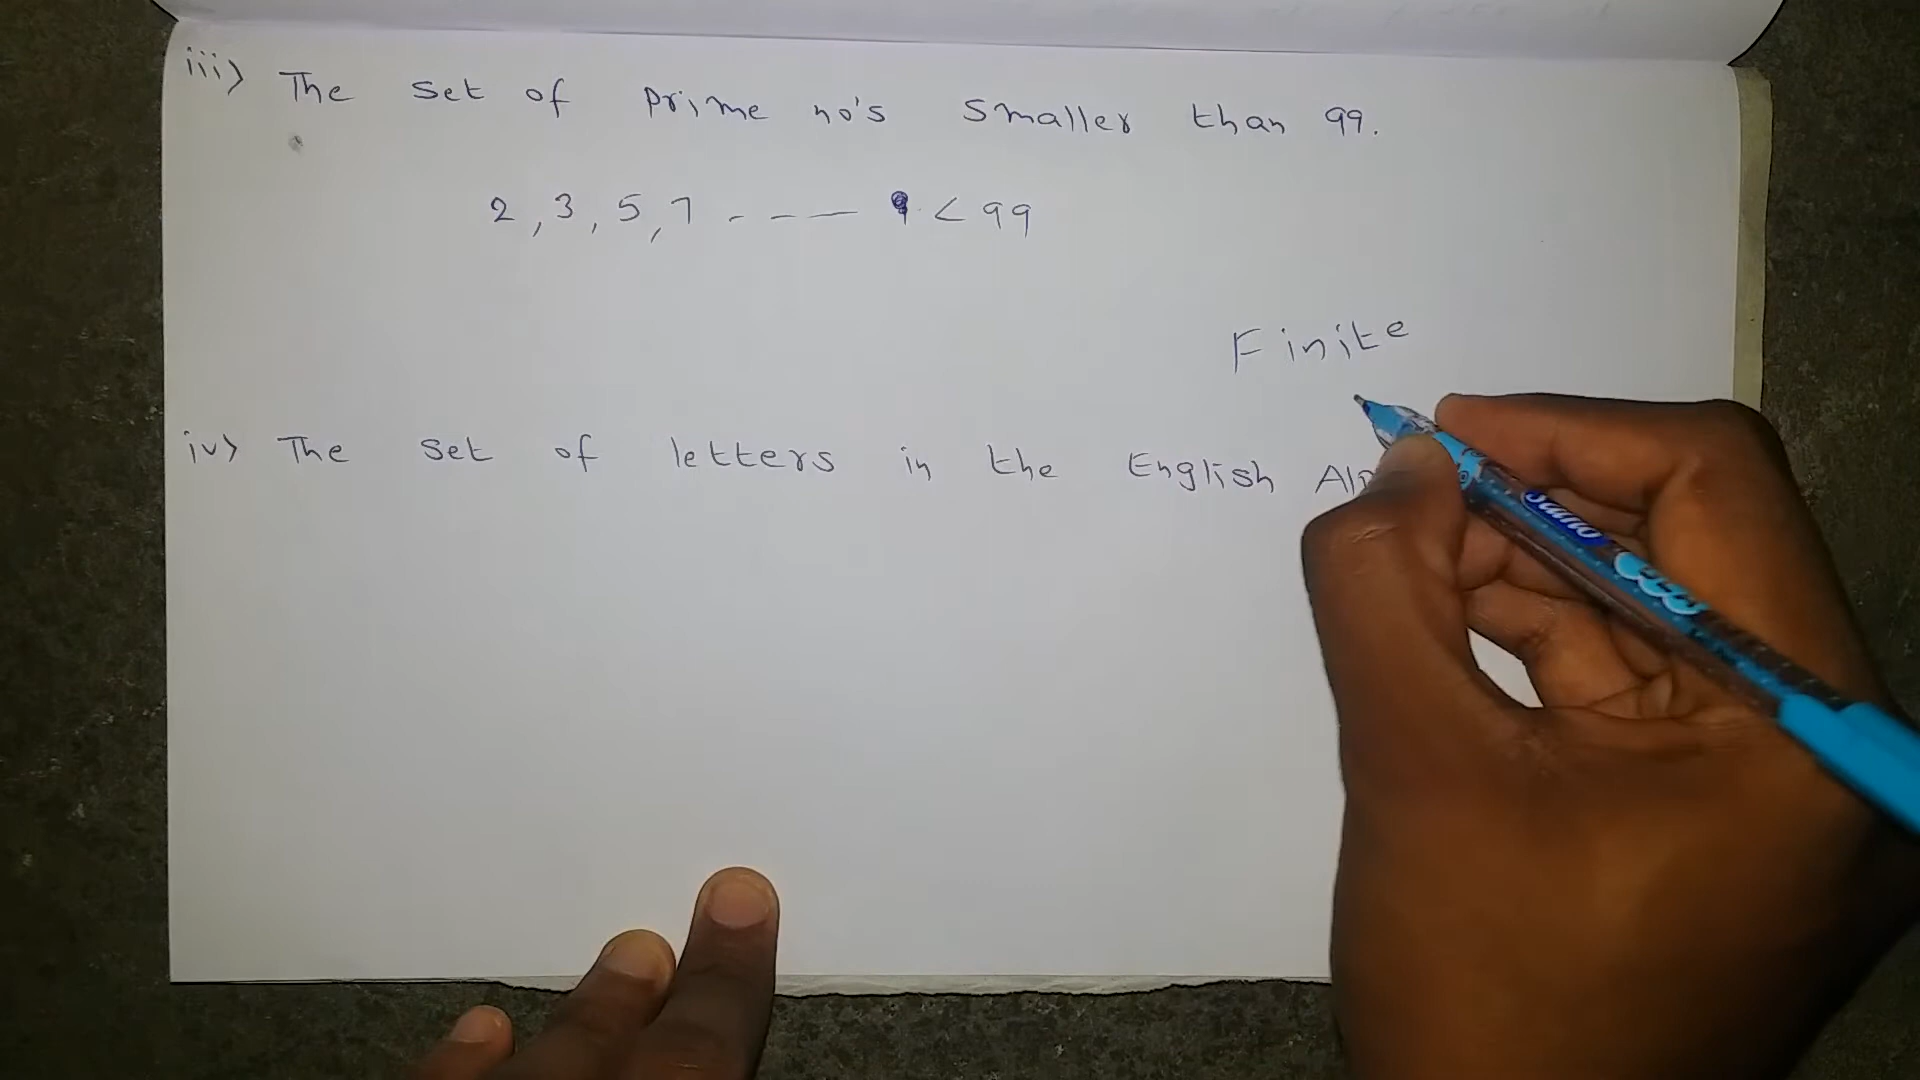 iii) The set of prime no's smaller than 99.
2, 3, 5, 7 - - — < 99
Finite
iv) The set of letters in the English